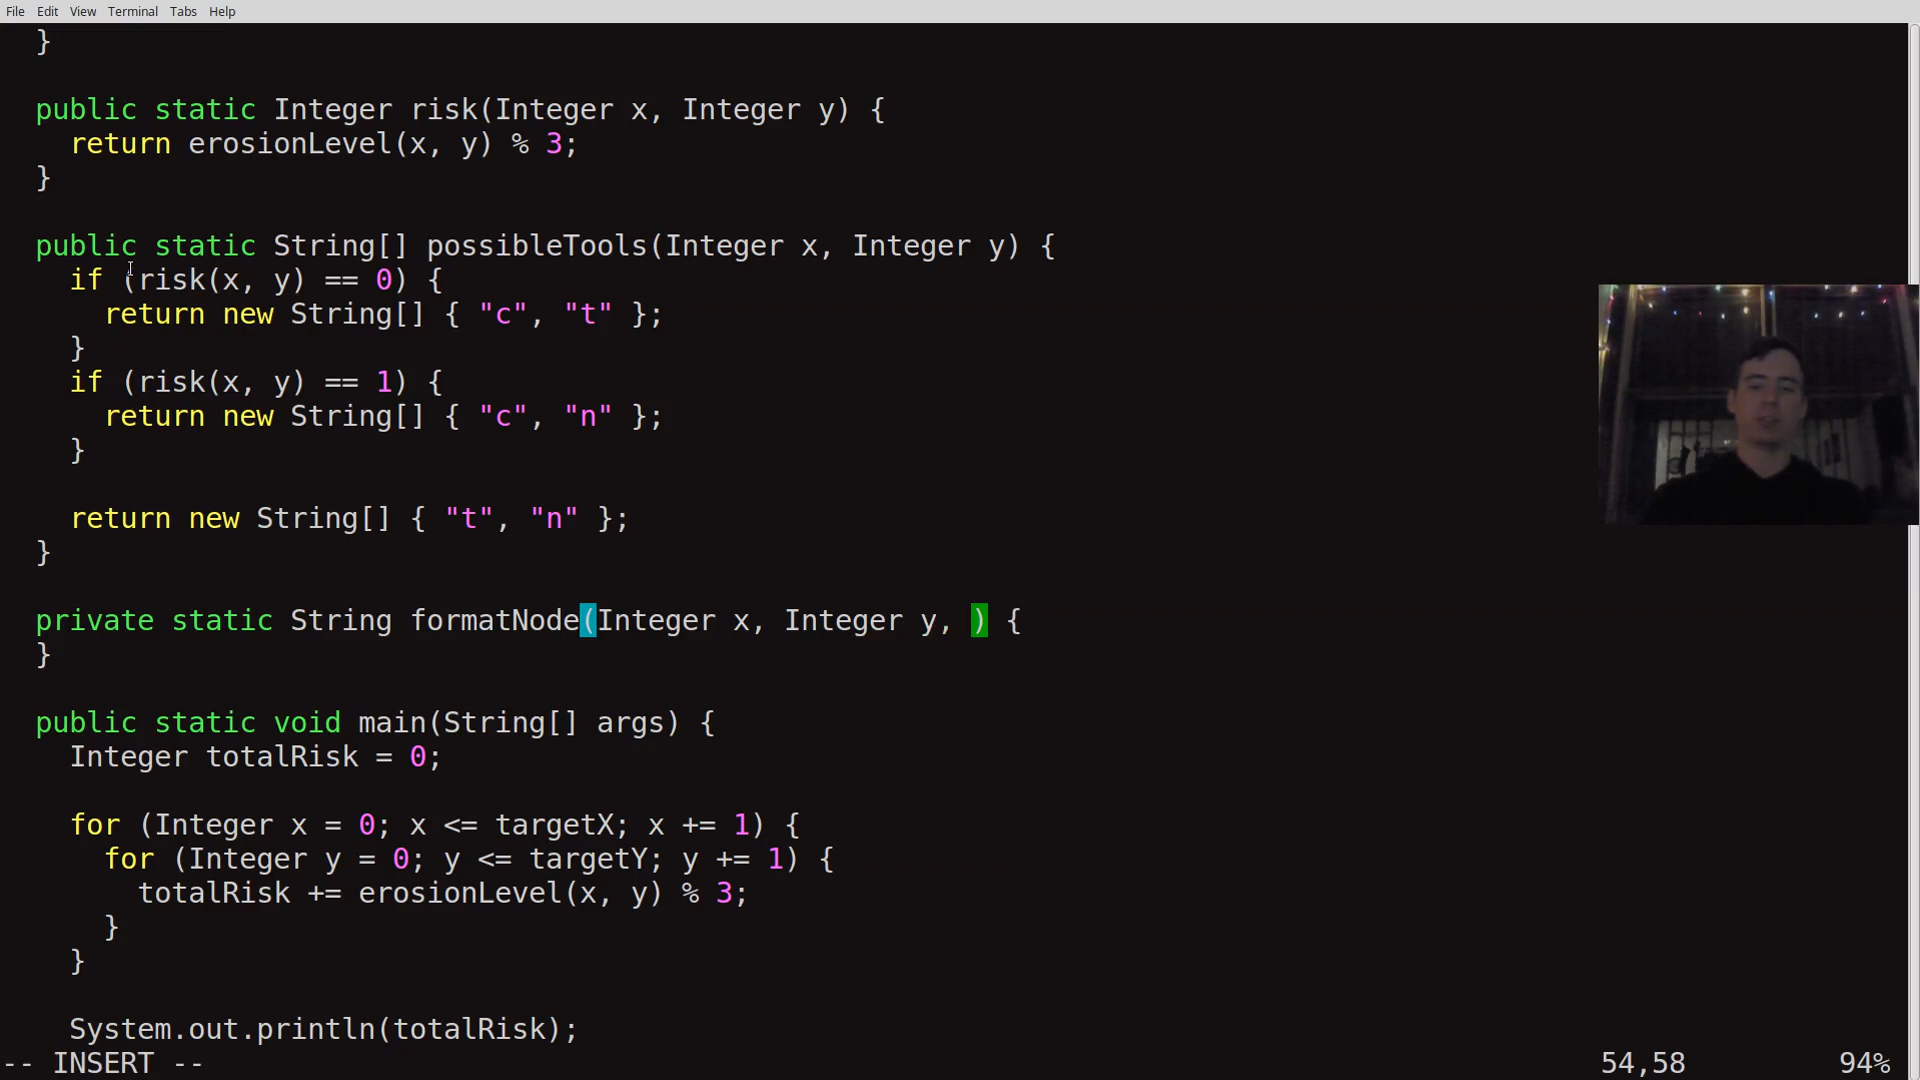 File Edit View Terminal Tabs Help
}
public static Integer risk(Integer x, Integer y) {
return erosionLevel(x, y) % 3;
}
public static String[] possibleTools(Integer x, Integer y) {
if (risk(x, y) == 0) {
return new String[] { "c", "t" };
}
if (risk(x, y) == 1) {
return new String[] { "c", "n" };
}
return new String[] { "t", "n" };
}
private static String formatNode(Integer x, Integer y, ) {
}
public static void main(String[] args) {
Integer totalRisk = 0;
for (Integer x = 0; x <= targetX; x += 1) {
for (Integer y = 0; y <= targetY; y += 1) {
totalRisk += erosionLevel(x, y) % 3;
}
}
System.out.println(totalRisk);
-- INSERT -- 54,58 94%